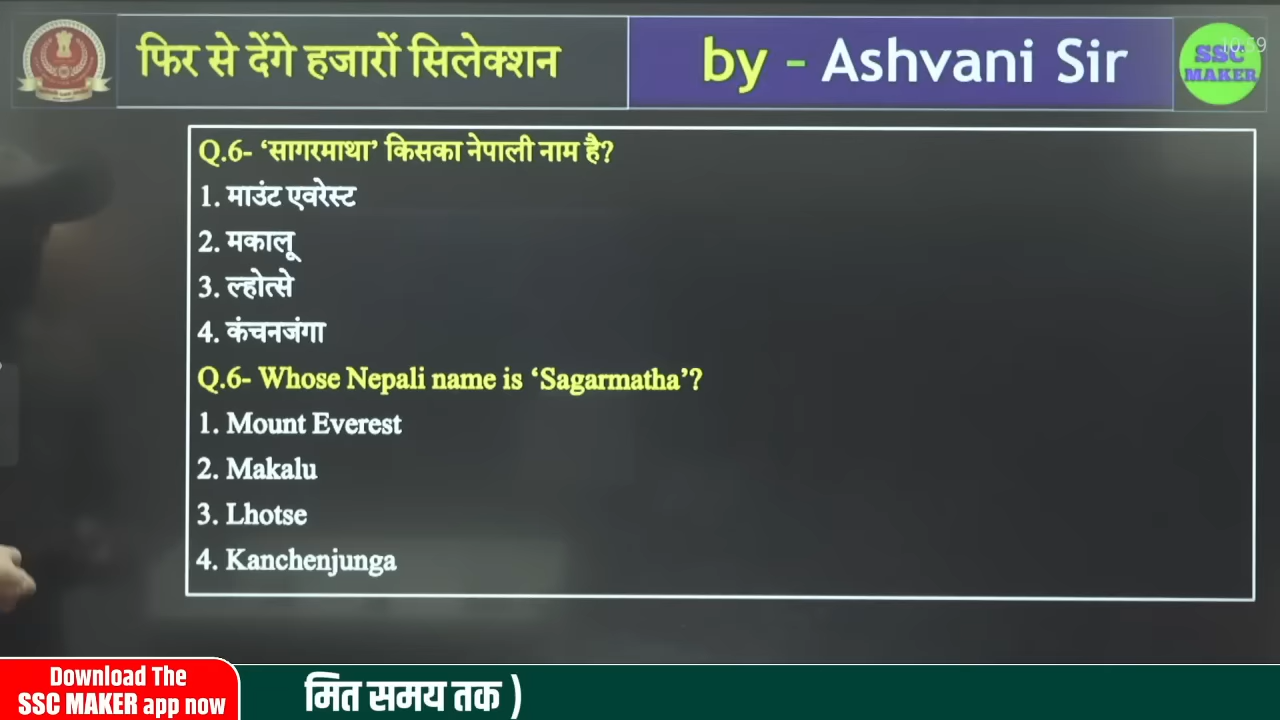 फिर से देंगे हजारों सिलेक्शन
by - Ashvani Sir
10:59
SSC
MAKER
Q.6- ‘सागरमाथा’ किसका नेपाली नाम है?
1. माउंट एवरेस्ट
2. मकालू
3. ल्होत्से
4. कंचनजंगा
Q.6- Whose Nepali name is ‘Sagarmatha’?
1. Mount Everest
2. Makalu
3. Lhotse
4. Kanchenjunga
Download The
SSC MAKER app now
मित समय तक )